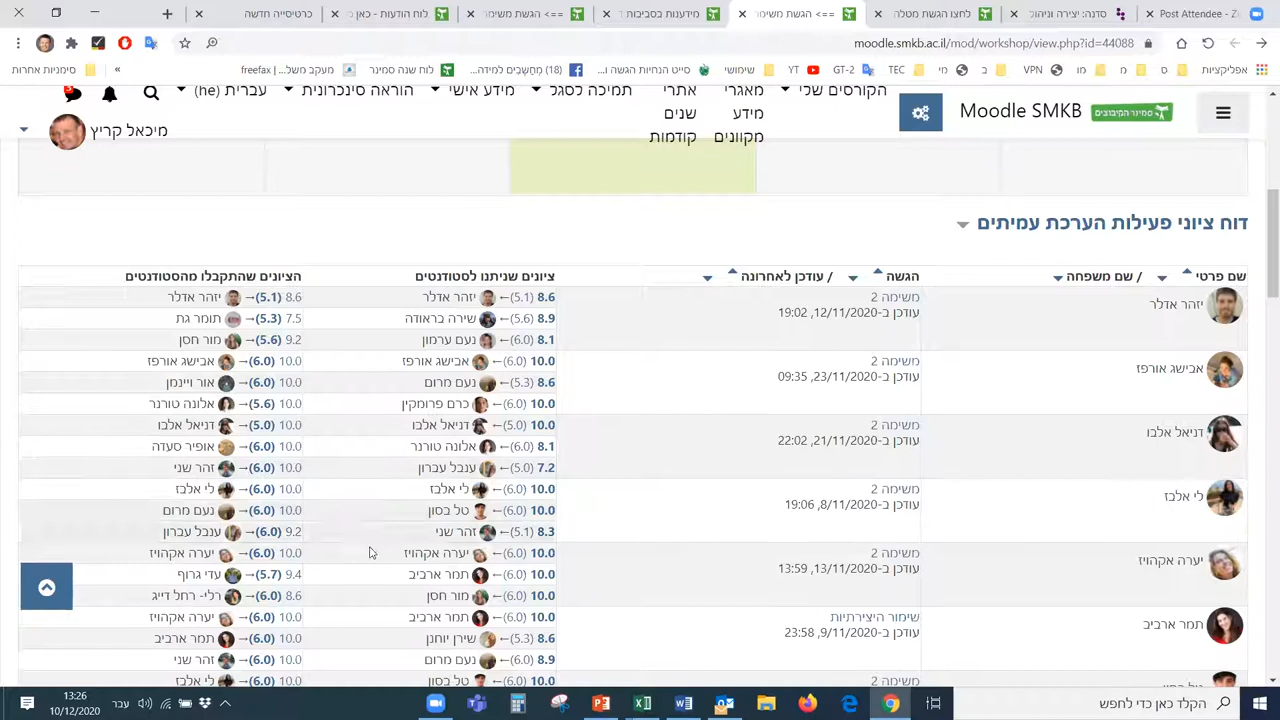 Post Attendee - Z
סדנה: יצירה וניהול
לחצו הגשת מטלה
<== הגשת משימר
מידענות בסביבות ד
<== הגשת משימר
לוח הודעות - כאן מ
כרטיסייה חדשה
moodle.smkb.ac.il/mod/workshop/view.php?id=44088
אפליקציות
ס
מ
VPN
ב
מי
TEC
GT-2
YT
שימושי
סייט הנחיות הגשה ו...
(18) מְחַשְּׁבִים לְמִידָה...
לוח שנה סמינר
מעקב משל...
freefax
»
סימניות אחרות
Moodle SMKB
סמינר הקיבוצים
הקורסים שלי
מאגרי מידע מקוונים
אתרי שנים קודמות
תמיכה לסגל
מידע אישי
הוראה סינכרונית
עברית ‎(he)‎
מיכאל קריץ
דוח ציוני פעילות הערכת עמיתים
שם פרטי / שם משפחה הגשה / עודכן לאחרונה ציונים שניתנו לסטודנטים הציונים שהתקבלו מהסטודנטים
יזהר אדלר
משימה 2
עודכן ב-12/11/2020, 19:02
8.6 (5.1)← יזהר אדלר
8.9 (5.6)← שירה בראודה
8.1 (6.0)← נעם ערמון
8.6 (5.1)→ יזהר אדלר
7.5 (5.3)→ תומר גת
9.2 (5.6)→ מור חסן
אבישג אורפז
משימה 2
עודכן ב-23/11/2020, 09:35
10.0 (6.0)← אבישג אורפז
8.6 (5.3)← נעם מרום
10.0 (6.0)← כרם פרומקין
10.0 (6.0)→ אבישג אורפז
10.0 (6.0)→ אור ויינמן
10.0 (5.6)→ אלונה טורנר
דניאל אלבו
משימה 2
עודכן ב-21/11/2020, 22:02
10.0 (5.0)← דניאל אלבו
8.1 (6.0)← אלונה טורנר
7.2 (5.0)← ענבל עברון
10.0 (5.0)→ דניאל אלבו
10.0 (6.0)→ אופיר סעדה
10.0 (6.0)→ זהר שני
לי אלבז
משימה 2
עודכן ב-8/11/2020, 19:06
10.0 (6.0)← לי אלבז
10.0 (6.0)← טל בסון
8.3 (5.1)← זהר שני
10.0 (6.0)→ לי אלבז
10.0 (6.0)→ נעם מרום
9.2 (6.0)→ ענבל עברון
יערה אקהויז
משימה 2
עודכן ב-13/11/2020, 13:59
10.0 (6.0)← יערה אקהויז
10.0 (6.0)← תמר ארביב
10.0 (6.0)← מור חסן
10.0 (6.0)→ יערה אקהויז
9.4 (5.7)→ עדי גרוף
8.6 (6.0)→ רלי- רחל דייג
תמר ארביב
שימור היצירתיות
עודכן ב-9/11/2020, 23:58
10.0 (6.0)← תמר ארביב
8.6 (5.3)← שירן יוחנן
8.9 (6.0)← נעם מרום
10.0 (6.0)→ יערה אקהויז
10.0 (6.0)→ תמר ארביב
10.0 (6.0)→ זהר שני
משימה 2
10.0 (6.0)← טל בסון
10.0 (6.0)→ לי אלבז
הקלד כאן כדי לחפש
עבר
13:26
10/12/2020